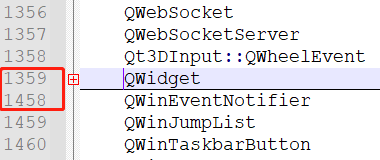 1356 QWebSocket
1357 QWebSocketServer
1358 Qt3DInput::QWheelEvent
1359 QWidget
1458 QWinEventNotifier
1459 QWinJumpList
1460 QWinTaskbarButton